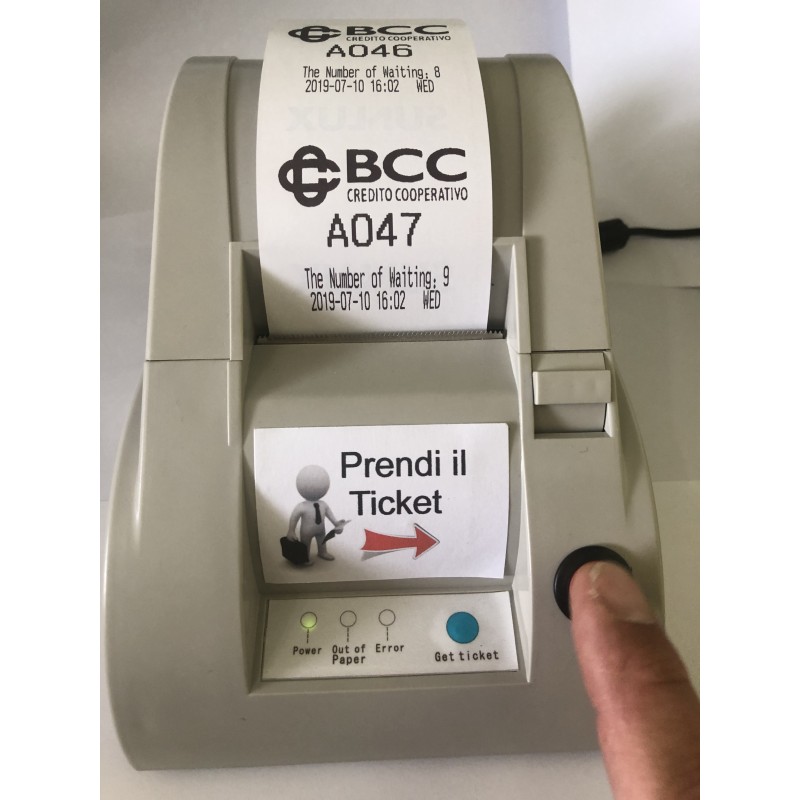 BCC
CREDITO COOPERATIVO
A046
The Number of Waiting: 8
2019-07-10 16:02 WED
BCC
CREDITO COOPERATIVO
A047
The Number of Waiting: 9
2019-07-10 16:02 WED
Prendi il
Ticket
Power
Out of
Paper
Error
Get ticket